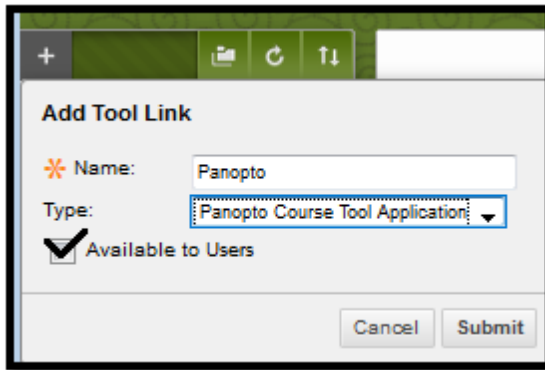 Add Tool Link
Name: Panopto
Type: Panopto Course Tool Application
Available to Users
Cancel Submit